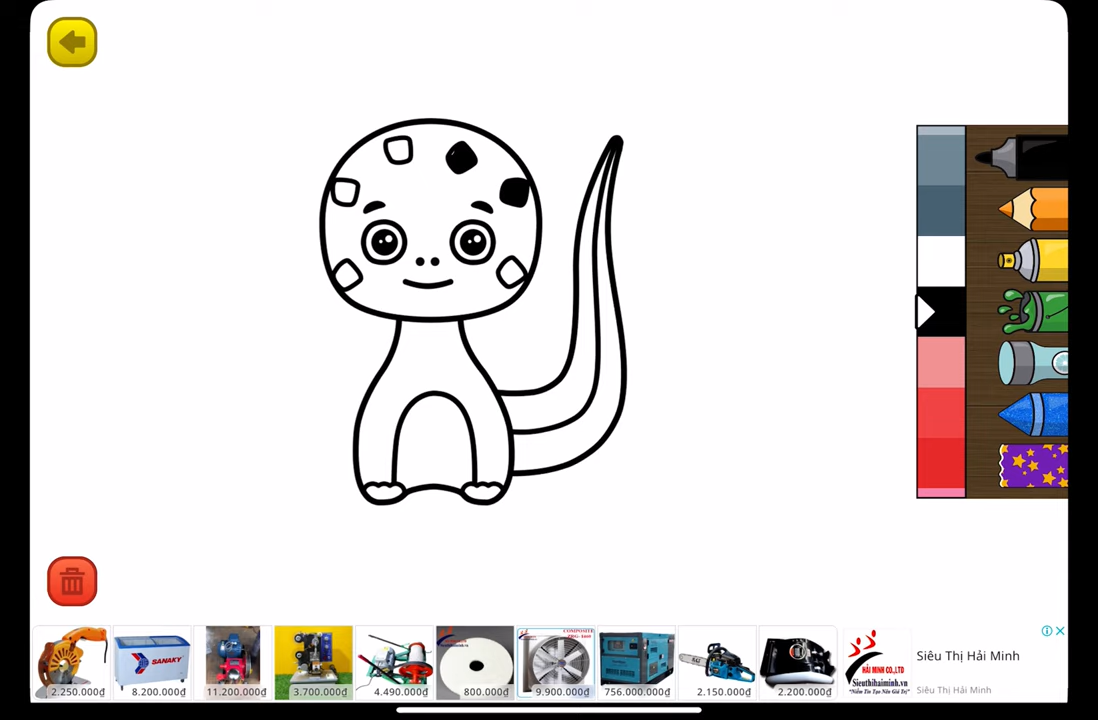 SANAKY
COMPOSITE
2.250.000₫
8.200.000₫
11.200.000₫
3.700.000₫
4.490.000₫
800.000₫
9.900.000₫
756.000.000₫
2.150.000₫
2.200.000₫
HẢI MINH CO.,LTD
Sieuthihaiminh.vn
Siêu Thị Hải Minh
Siêu Thị Hải Minh